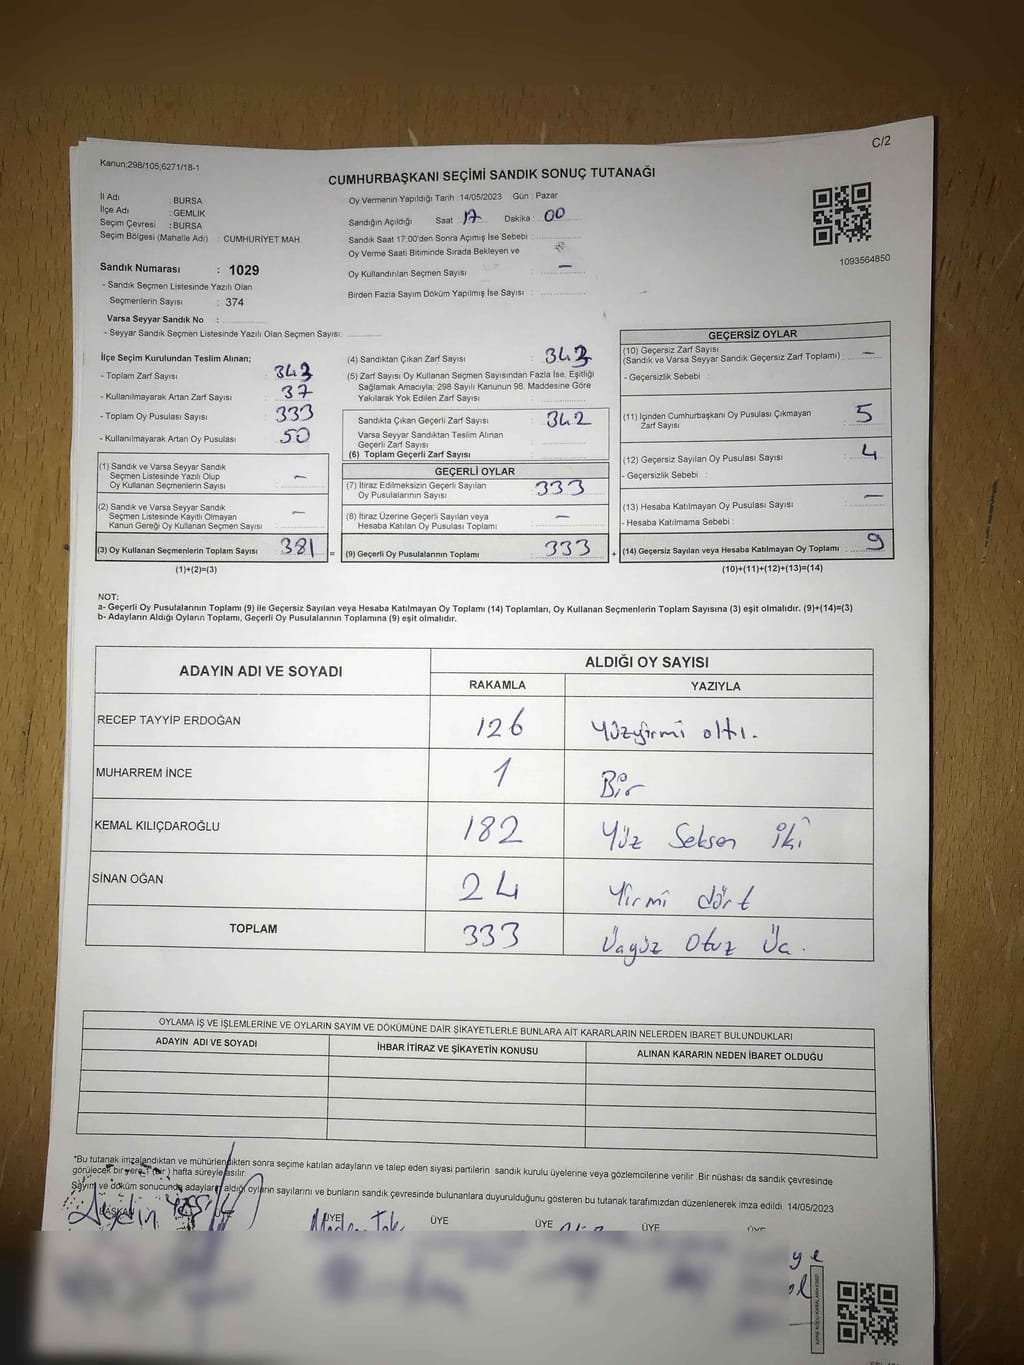 C/2
Kanun;298/105;6271/18-1
CUMHURBAŞKANI SEÇİMİ SANDIK SONUÇ TUTANAĞI
İl Adı : BURSA
İlçe Adı : GEMLIK
Seçim Çevresi : BURSA
Seçim Bölgesi (Mahalle Adı) : CUMHURİYET MAH
Sandık Numarası : 1029
- Sandık Seçmen Listesinde Yazılı Olan
Seçmenlerin Sayısı : 374
Varsa Seyyar Sandık No :
- Seyyar Sandık Seçmen Listesinde Yazılı Olan Seçmen Sayısı:
Oy Vermenin Yapıldığı Tarih :14/05/2023 Gün : Pazar
Sandığın Açıldığı Saat : 17 Dakika : 00
Sandık Saat 17:00'den Sonra Açımış İse Sebebi :
Oy Verme Saati Bitiminde Sırada Bekleyen ve
Oy Kullandırılan Seçmen Sayısı : —
Birden Fazla Sayım Döküm Yapılmış İse Sayısı :
1093564850
İlçe Seçim Kurulundan Teslim Alınan;
- Toplam Zarf Sayısı : 343
- Kullanılmayarak Artan Zarf Sayısı : 37
- Toplam Oy Pusulası Sayısı : 333
- Kullanılmayarak Artan Oy Pusulası : 50
(1) Sandık ve Varsa Seyyar Sandık
Seçmen Listesinde Yazılı Olup
Oy Kullanan Seçmenlerin Sayısı : —
(2) Sandık ve Varsa Seyyar Sandık
Seçmen Listesinde Kayıtlı Olmayan
Kanun Gereği Oy Kullanan Seçmen Sayısı : —
(3) Oy Kullanan Seçmenlerin Toplam Sayısı 381 =
(1)+(2)=(3)
(4) Sandıktan Çıkan Zarf Sayısı : 343
(5) Zarf Sayısı Oy Kullanan Seçmen Sayısından Fazla İse, Eşitliği
Sağlamak Amacıyla; 298 Sayılı Kanunun 98. Maddesine Göre
Yakılarak Yok Edilen Zarf Sayısı :
Sandıkta Çıkan Geçerli Zarf Sayısı : 342
Varsa Seyyar Sandıktan Teslim Alınan
Geçerli Zarf Sayısı :
(6) Toplam Geçerli Zarf Sayısı :
GEÇERLİ OYLAR
(7) İtiraz Edilmeksizin Geçerli Sayılan
Oy Pusulalarının Sayısı : 333
(8) İtiraz Üzerine Geçerli Sayılan veya
Hesaba Katılan Oy Pusulası Toplamı : —
(9) Geçerli Oy Pusulalarının Toplamı : 333 +
GEÇERSİZ OYLAR
(10) Geçersiz Zarf Sayısı
(Sandık ve Varsa Seyyar Sandık Geçersiz Zarf Toplamı) : —
- Geçersizlik Sebebi :
(11) İçinden Cumhurbaşkanı Oy Pusulası Çıkmayan
Zarf Sayısı : 5
(12) Geçersiz Sayılan Oy Pusulası Sayısı : 4
- Geçersizlik Sebebi :
(13) Hesaba Katılmayan Oy Pusulası Sayısı : —
- Hesaba Katılmama Sebebi :
(14) Geçersiz Sayılan veya Hesaba Katılmayan Oy Toplamı : 9
(10)+(11)+(12)+(13)=(14)
NOT:
a- Geçerli Oy Pusulalarının Toplamı (9) ile Geçersiz Sayılan veya Hesaba Katılmayan Oy Toplamı (14) Toplamları, Oy Kullanan Seçmenlerin Toplam Sayısına (3) eşit olmalıdır. (9)+(14)=(3)
b- Adayların Aldığı Oyların Toplamı, Geçerli Oy Pusulalarının Toplamına (9) eşit olmalıdır.
ADAYIN ADI VE SOYADI ALDIĞI OY SAYISI
RAKAMLA YAZIYLA
RECEP TAYYİP ERDOĞAN 126 Yüzyirmi altı.
MUHARREM İNCE 1 Bir
KEMAL KILIÇDAROĞLU 182 Yüz Seksen iki
SİNAN OĞAN 24 Yirmi dört
TOPLAM 333 Üçyüz Otuz Üç.
OYLAMA İŞ VE İŞLEMLERİNE VE OYLARIN SAYIM VE DÖKÜMÜNE DAİR ŞİKAYETLERLE BUNLARA AİT KARARLARIN NELERDEN İBARET BULUNDUKLARI
ADAYIN ADI VE SOYADI İHBAR İTİRAZ VE ŞİKAYETİN KONUSU ALINAN KARARIN NEDEN İBARET OLDUĞU
*Bu tutanak imzalandıktan ve mühürlendikten sonra seçime katılan adayların ve talep eden siyasi partilerin sandık kurulu üyelerine veya gözlemcilerine verilir. Bir nüshası da sandık çevresinde
görülecek bir yere 1 (bir) hafta süreyle asılır.
Sayım ve döküm sonucunda adayların aldığı oyların sayılarını ve bunların sandık çevresinde bulunanlara duyurulduğunu gösteren bu tutanak tarafımızdan düzenlenerek imza edildi. 14/05/2023
BAŞKAN ÜYE ÜYE ÜYE ÜYE ÜYE
Aydın